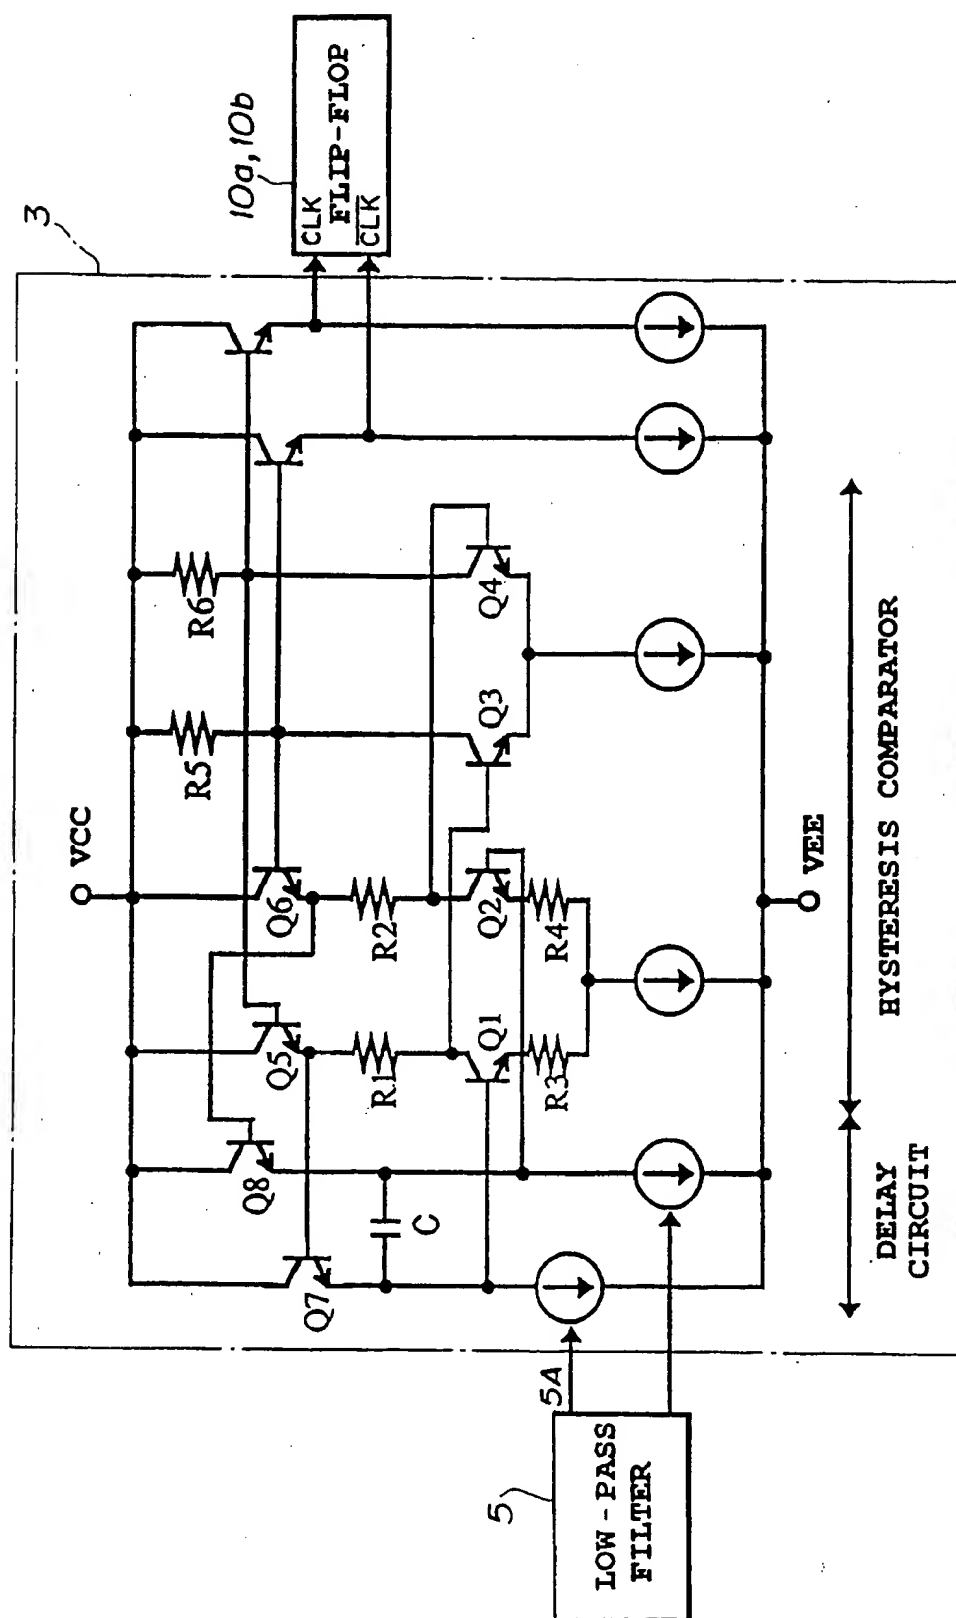 3
10a, 10b
CLK
FLIP-FLOP
CLK
VCC
R5
R6
Q8
Q7
Q5
Q6
C
R1
R2
Q1
Q2
Q3
Q4
R3
R4
5A
5
LOW-PASS
FILTER
VEE
DELAY
CIRCUIT
HYSTERESIS COMPARATOR